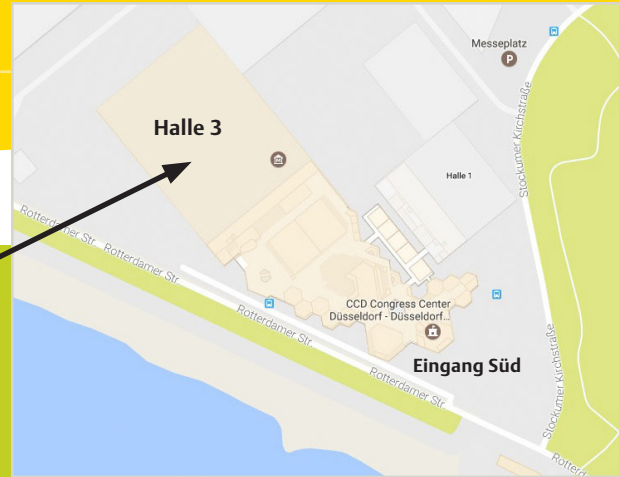 Messeplatz
P
Halle 3
Halle 1
Stockumer Kirchstraße
Rotterdamer Str.
Rotterdamer Str.
Rotterdamer Str.
CCD Congress Center
Düsseldorf - Düsseldorf...
Eingang Süd
Rotterdamer Str.
Stockumer Kirchstraße
Rotterd